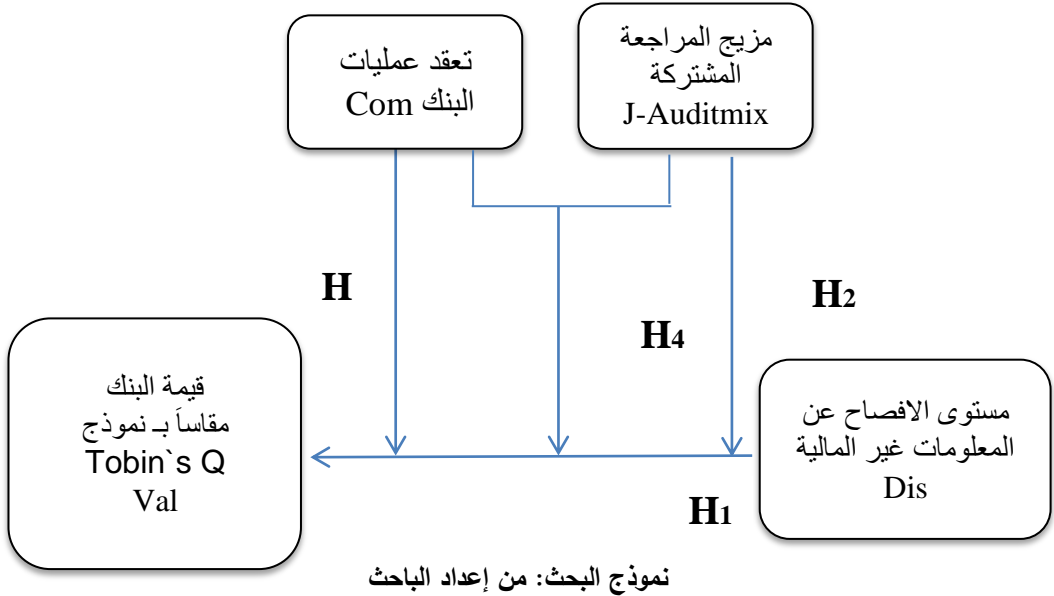 مزيج المراجعة
المشتركة
J-Auditmix
تعقد عمليات
البنك Com
H
H2
H4
مستوى الافصاح عن
المعلومات غير المالية
Dis
قيمة البنك
مقاساَ بـ نموذج
Tobin`s Q
Val
H1
نموذج البحث: من إعداد الباحث